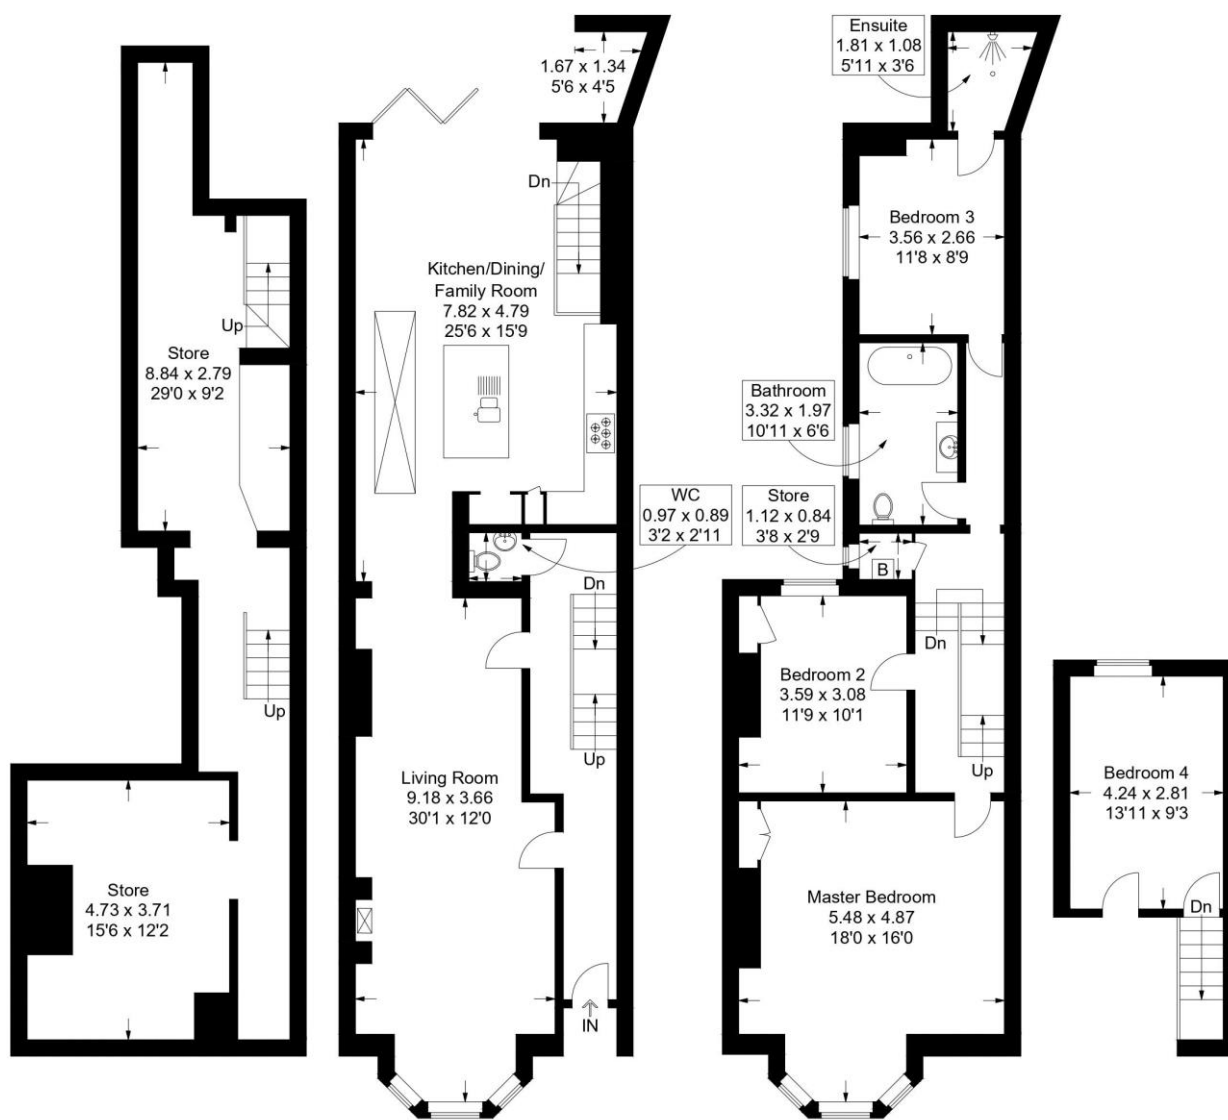 Store
8.84 x 2.79
29'0 x 9'2
Up
Up
Store
4.73 x 3.71
15'6 x 12'2
1.67 x 1.34
5'6 x 4'5
Dn
Kitchen/Dining/
Family Room
7.82 x 4.79
25'6 x 15'9
WC
0.97 x 0.89
3'2 x 2'11
Dn
Up
Living Room
9.18 x 3.66
30'1 x 12'0
IN
Ensuite
1.81 x 1.08
5'11 x 3'6
Bedroom 3
3.56 x 2.66
11'8 x 8'9
Bathroom
3.32 x 1.97
10'11 x 6'6
Store
1.12 x 0.84
3'8 x 2'9
B
Dn
Bedroom 2
3.59 x 3.08
11'9 x 10'1
Up
Master Bedroom
5.48 x 4.87
18'0 x 16'0
Bedroom 4
4.24 x 2.81
13'11 x 9'3
Dn